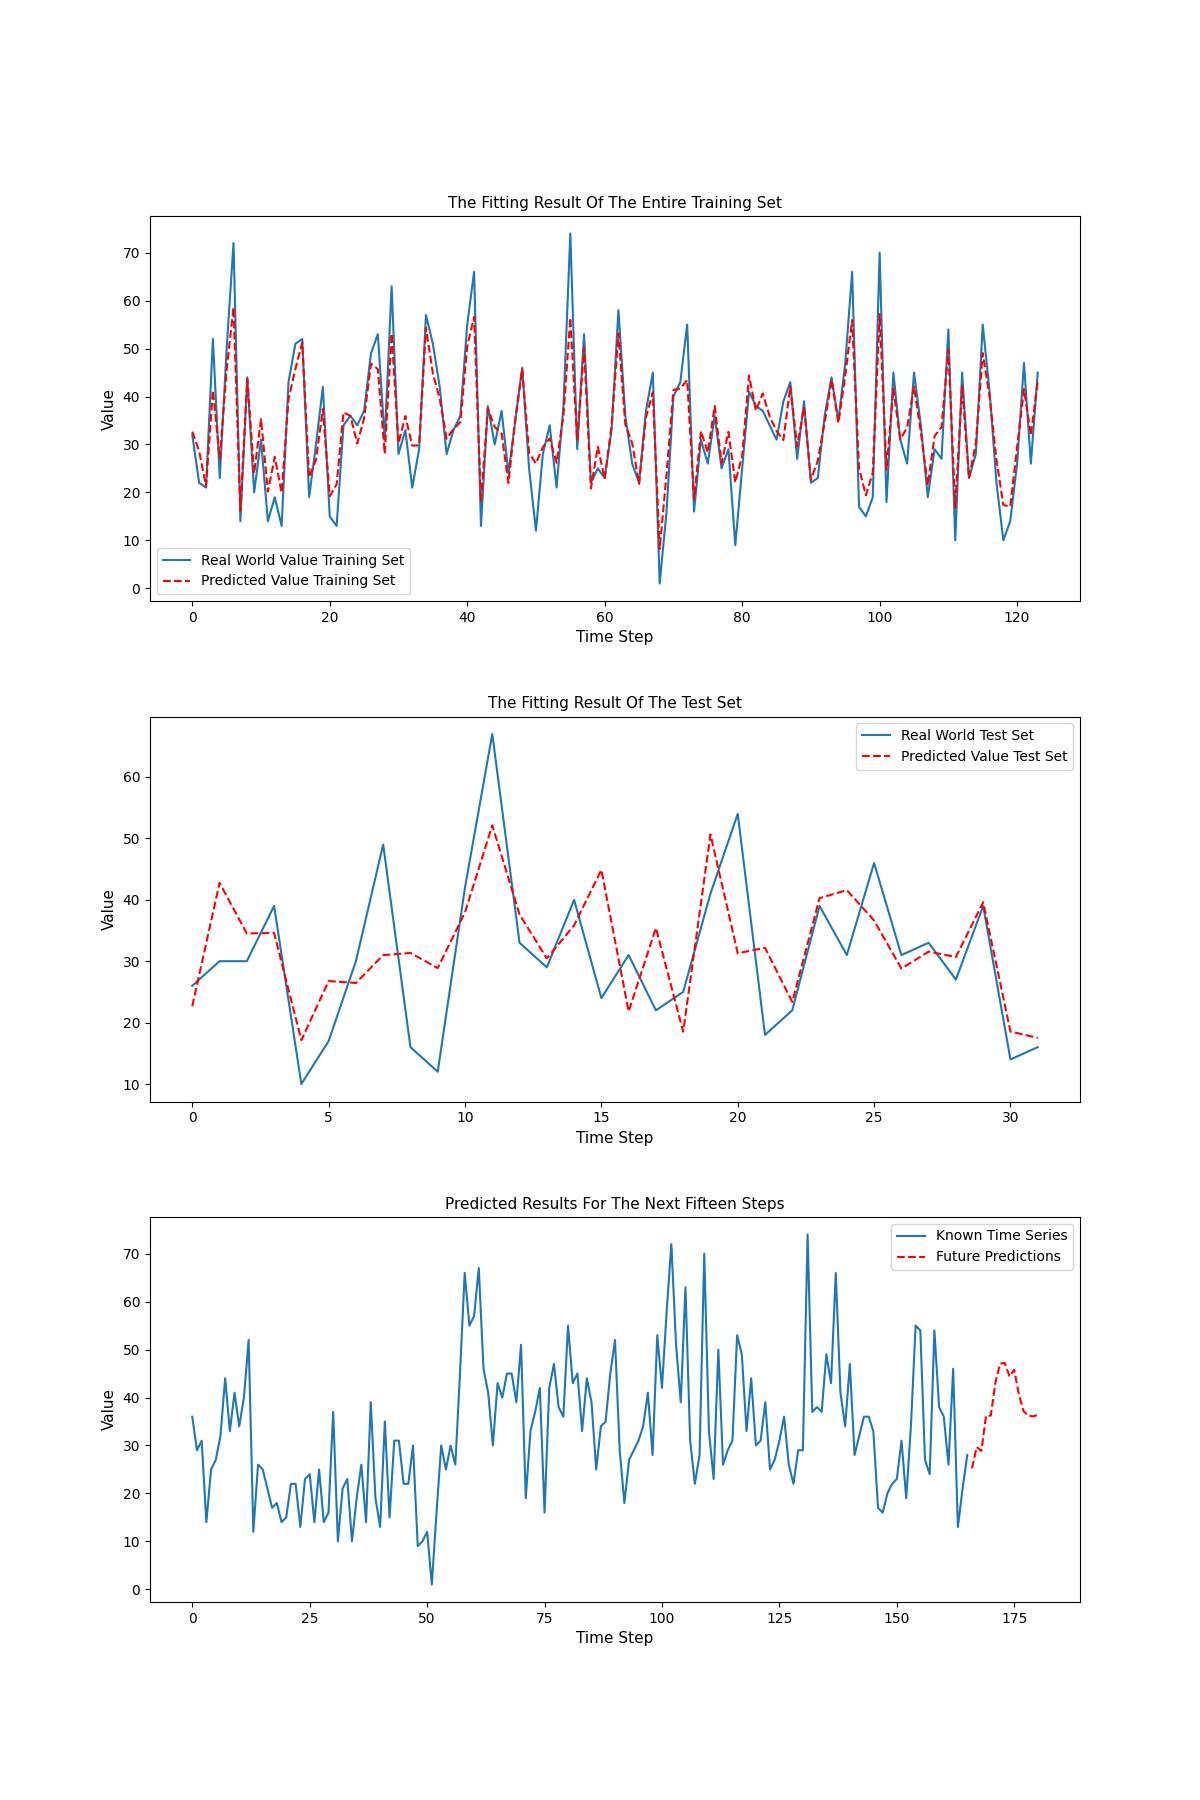 The Fitting Result Of The Entire Training Set
Value
70
60
50
40
30
20
10
0
Real World Value Training Set
Predicted Value Training Set
0 20 40 60 80 100 120
Time Step
The Fitting Result Of The Test Set
Value
60
50
40
30
20
10
Real World Test Set
Predicted Value Test Set
0 5 10 15 20 25 30
Time Step
Predicted Results For The Next Fifteen Steps
Value
70
60
50
40
30
20
10
0
Known Time Series
Future Predictions
0 25 50 75 100 125 150 175
Time Step